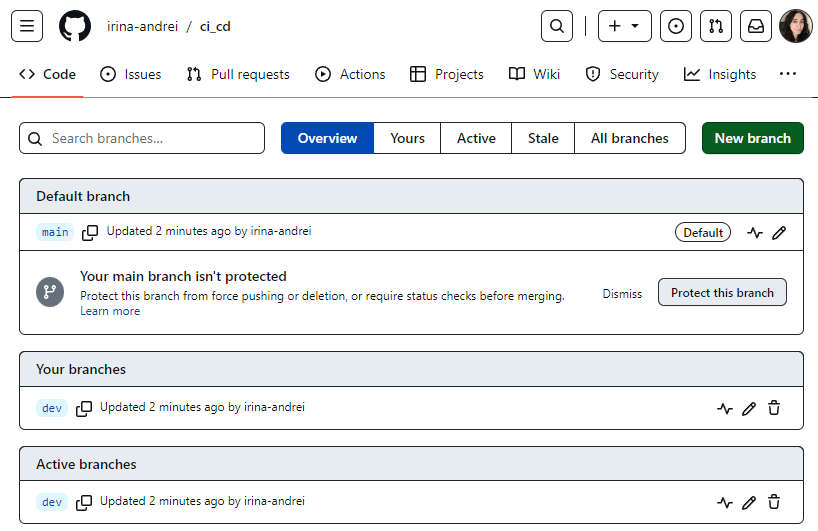 irina-andrei / ci_cd
Code Issues Pull requests Actions Projects Wiki Security Insights
Search branches... Overview Yours Active Stale All branches New branch
Default branch
main Updated 2 minutes ago by irina-andrei Default
Your main branch isn't protected
Protect this branch from force pushing or deletion, or require status checks before merging.
Learn more
Dismiss Protect this branch
Your branches
dev Updated 2 minutes ago by irina-andrei
Active branches
dev Updated 2 minutes ago by irina-andrei